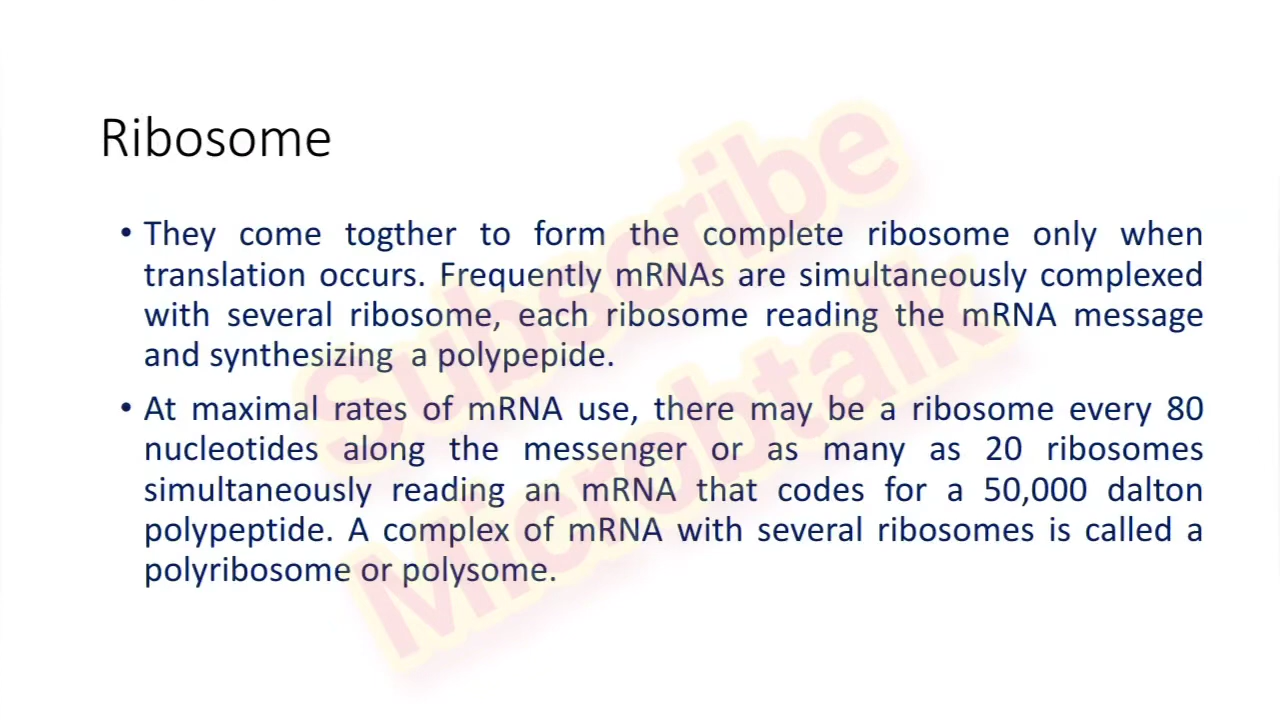 Ribosome
• They come togther to form the complete ribosome only when
translation occurs. Frequently mRNAs are simultaneously complexed
with several ribosome, each ribosome reading the mRNA message
and synthesizing a polypepide.
• At maximal rates of mRNA use, there may be a ribosome every 80
nucleotides along the messenger or as many as 20 ribosomes
simultaneously reading an mRNA that codes for a 50,000 dalton
polypeptide. A complex of mRNA with several ribosomes is called a
polyribosome or polysome.
Subscribe
Microbtalk